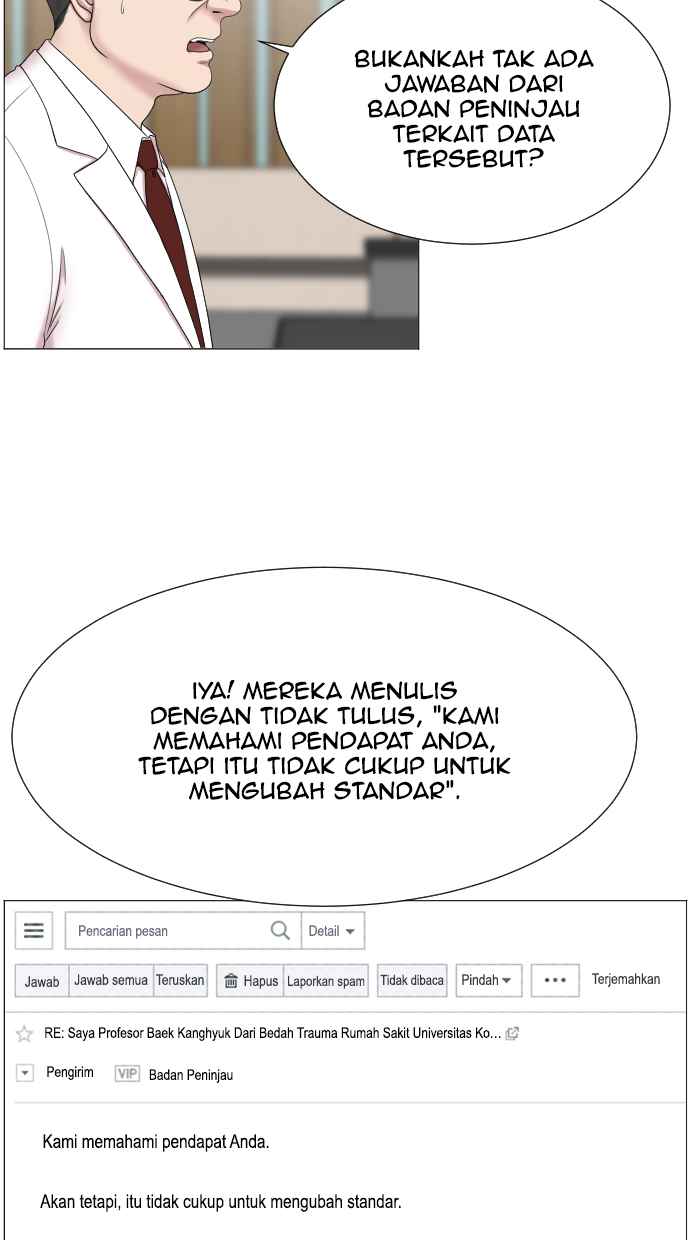 BUKANKAH TAK ADA
JAWABAN DARI
BADAN PENINJAU
TERKAIT DATA
TERSEBUT?
IYA! MEREKA MENULIS
DENGAN TIDAK TULUS, "KAMI
MEMAHAMI PENDAPAT ANDA,
TETAPI ITU TIDAK CUKUP UNTUK
MENGUBAH STANDAR".
Pencarian pesan Detail
Jawab Jawab semua Teruskan Hapus Laporkan spam Tidak dibaca Pindah ••• Terjemahkan
RE: Saya Profesor Baek Kanghyuk Dari Bedah Trauma Rumah Sakit Universitas Ko...
Pengirim VIP Badan Peninjau
Kami memahami pendapat Anda.
Akan tetapi, itu tidak cukup untuk mengubah standar.